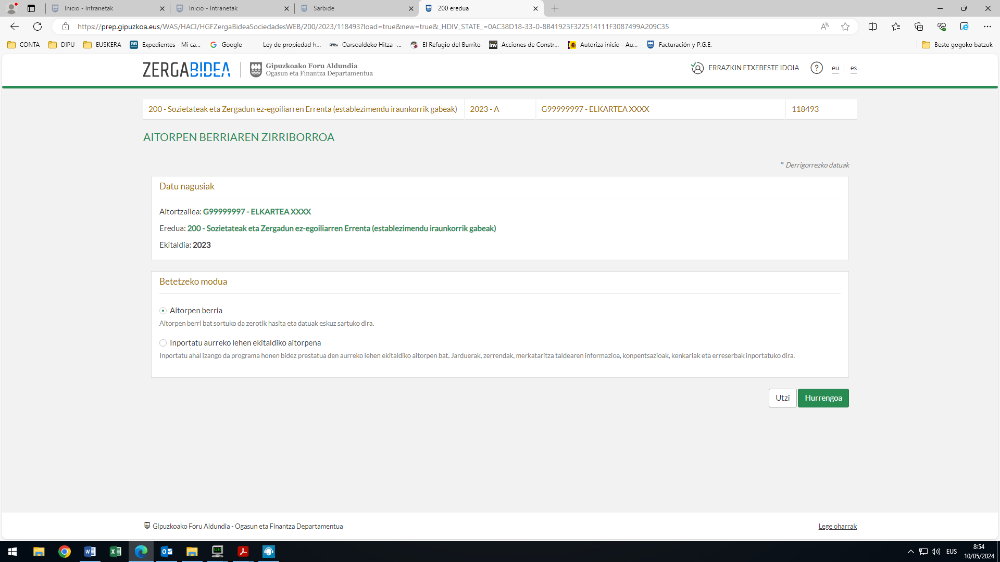 Inicio - Intranetak
Inicio - Intranetak
Sarbide
200 eredua
https://prep.gipuzkoa.eus/WAS/HACI/HGFZergaBideaSociedadesWEB/200/2023/118493?load=true&new=true&_HDIV_STATE_=0AC38D18-33-0-8B41923F322514111F3087499A209C35
CONTA
DIPU
EUSKERA
Expedientes - Mi ca...
Google
Ley de propiedad h...
Oarsoaldeko Hitza -...
El Refugio del Burrito
Acciones de Constr...
Autoriza inicio - Au...
Facturación y P.G.E.
Beste gogoko batzuk
ZERGABIDEA
Gipuzkoako Foru Aldundia
Ogasun eta Finantza Departamentua
ERRAZKIN ETXEBESTE IDOIA
eu
es
200 - Sozietateak eta Zergadun ez-egoiliarren Errenta (establezimendu iraunkorrik gabeak)
2023 - A
G99999997 - ELKARTEA XXXX
118493
AITORPEN BERRIAREN ZIRRIBORROA
* Derrigorrezko datuak
Datu nagusiak
Aitortzailea: G99999997 - ELKARTEA XXXX
Eredua: 200 - Sozietateak eta Zergadun ez-egoiliarren Errenta (establezimendu iraunkorrik gabeak)
Ekitaldia: 2023
Betetzeko modua
Aitorpen berria
Aitorpen berri bat sortuko da zerotik hasita eta datuak eskuz sartuko dira.
Inportatu aurreko lehen ekitaldiko aitorpena
Inportatu ahal izango da programa honen bidez prestatua den aurreko lehen ekitaldiko aitorpen bat. Jarduerak, zerrendak, merkataritza taldearen informazioa, konpentsazioak, kenkariak eta erreserbak inportatuko dira.
Utzi
Hurrengoa
Gipuzkoako Foru Aldundia - Ogasun eta Finantza Departamentua
Lege oharrak
EUS
8:54
10/05/2024